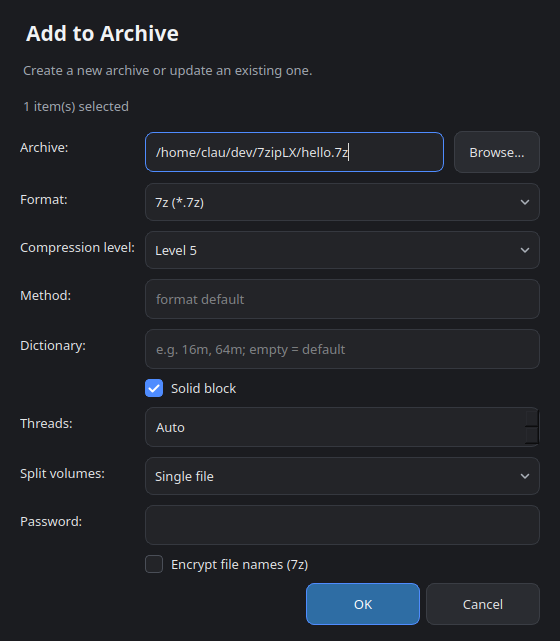 Add to Archive
Create a new archive or update an existing one.
1 item(s) selected
Archive: /home/clau/dev/7zipLX/hello.7z Browse...
Format: 7z (*.7z)
Compression level: Level 5
Method: format default
Dictionary: e.g. 16m, 64m; empty = default
Solid block
Threads: Auto
Split volumes: Single file
Password:
Encrypt file names (7z)
OK Cancel